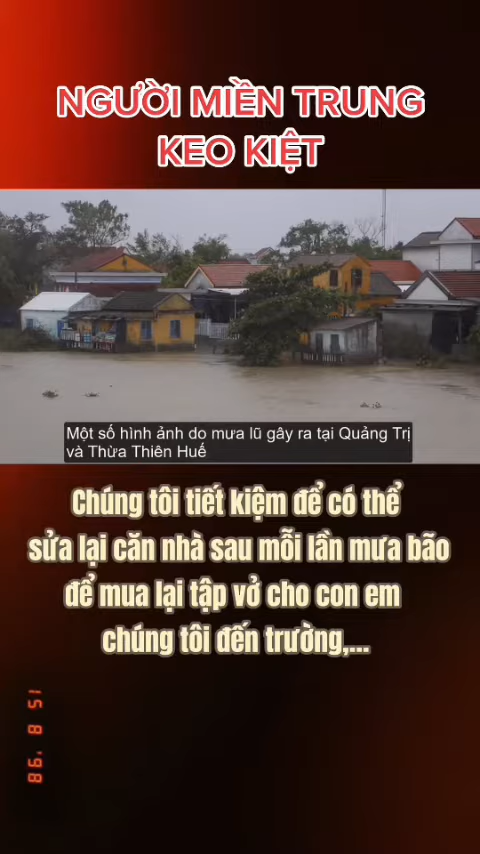 NGƯỜI MIỀN TRUNG
KEO KIỆT
Một số hình ảnh do mưa lũ gây ra tại Quảng Trị
và Thừa Thiên Huế
Chúng tôi tiết kiệm để có thể
sửa lại căn nhà sau mỗi lần mưa bão
để mua lại tập vở cho con em
chúng tôi đến trường,...
15 8 '98